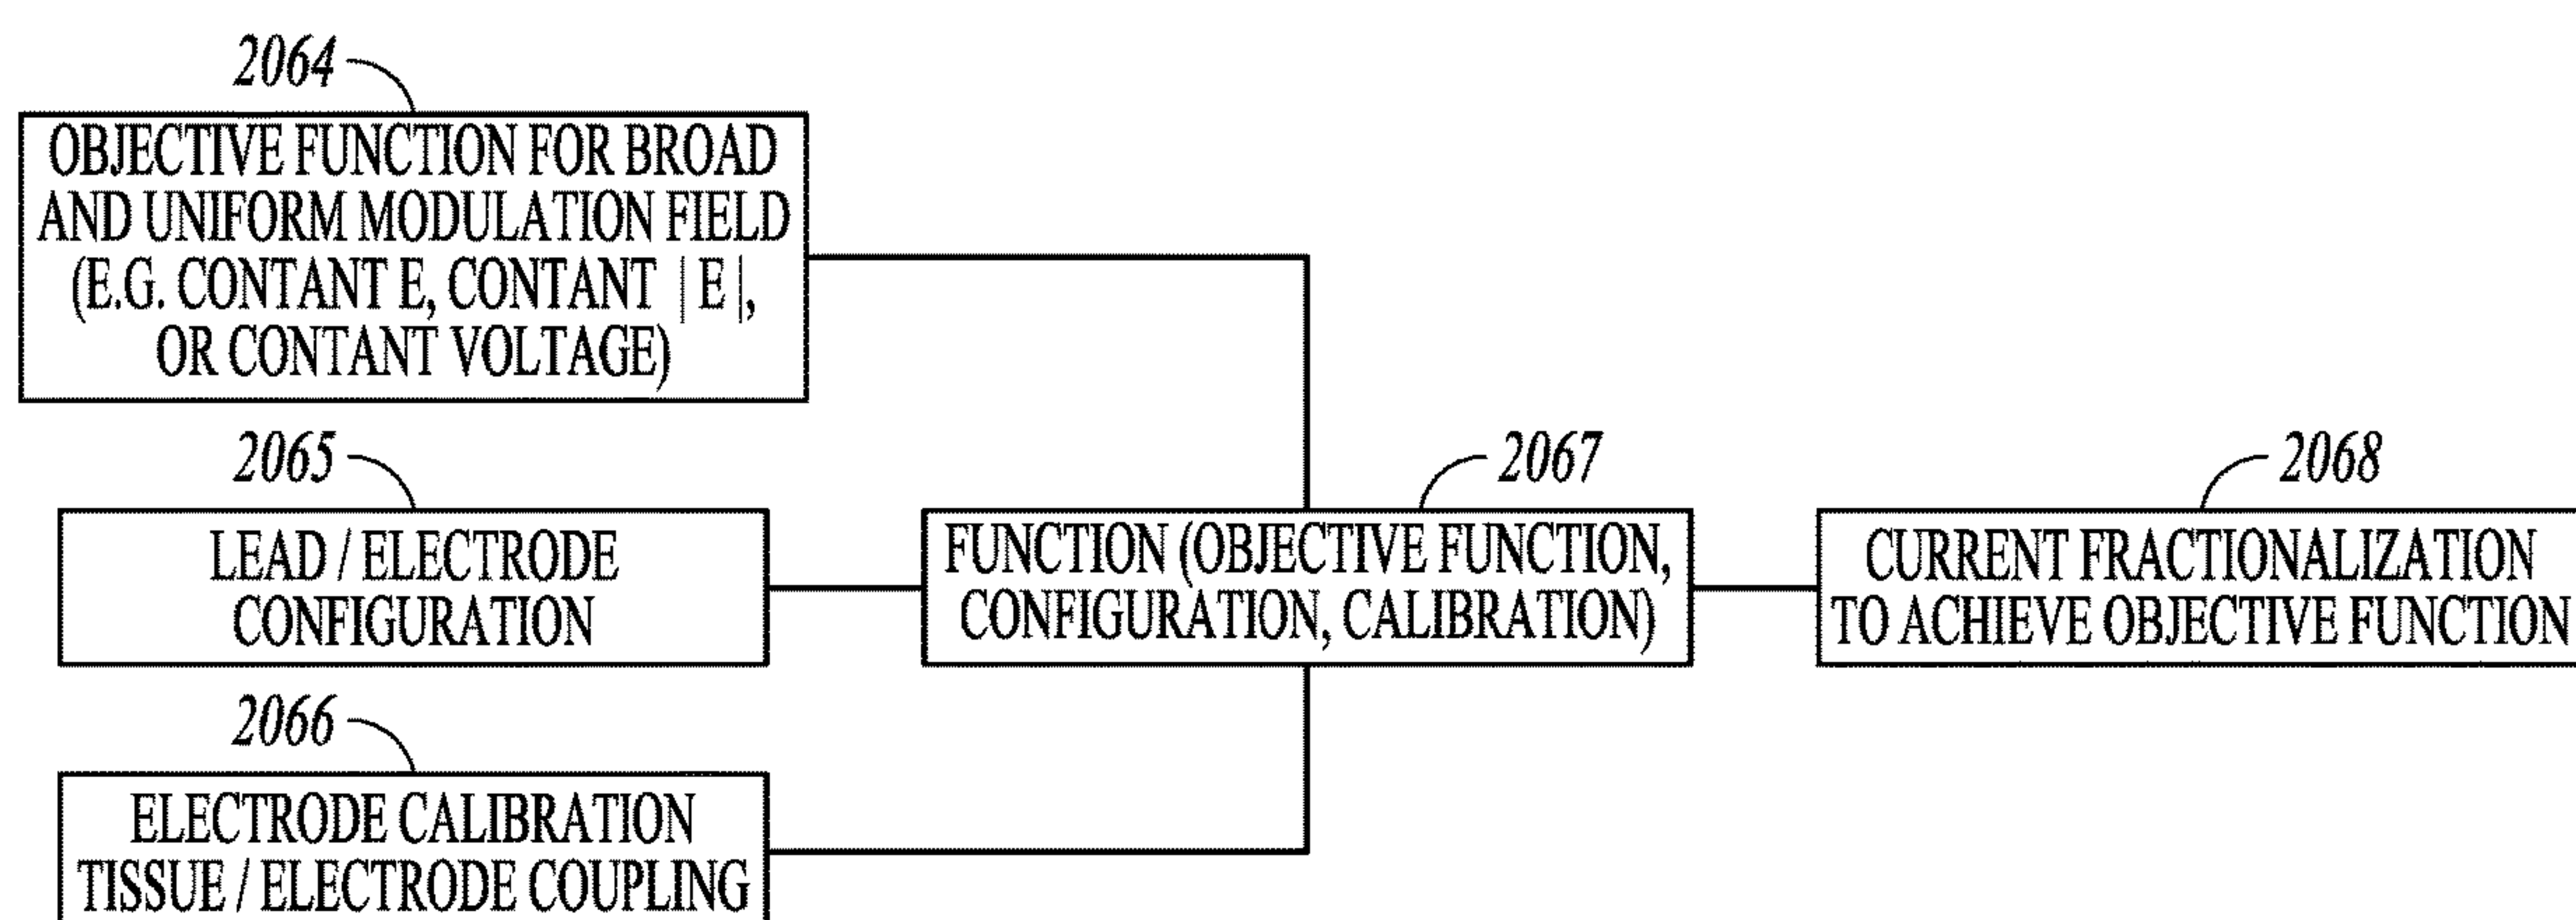 2064
OBJECTIVE FUNCTION FOR BROAD
AND UNIFORM MODULATION FIELD
(E.G. CONTANT E, CONTANT |E|,
OR CONTANT VOLTAGE)
2065
LEAD / ELECTRODE
CONFIGURATION
2066
ELECTRODE CALIBRATION
TISSUE / ELECTRODE COUPLING
2067
FUNCTION (OBJECTIVE FUNCTION,
CONFIGURATION, CALIBRATION)
2068
CURRENT FRACTIONALIZATION
TO ACHIEVE OBJECTIVE FUNCTION